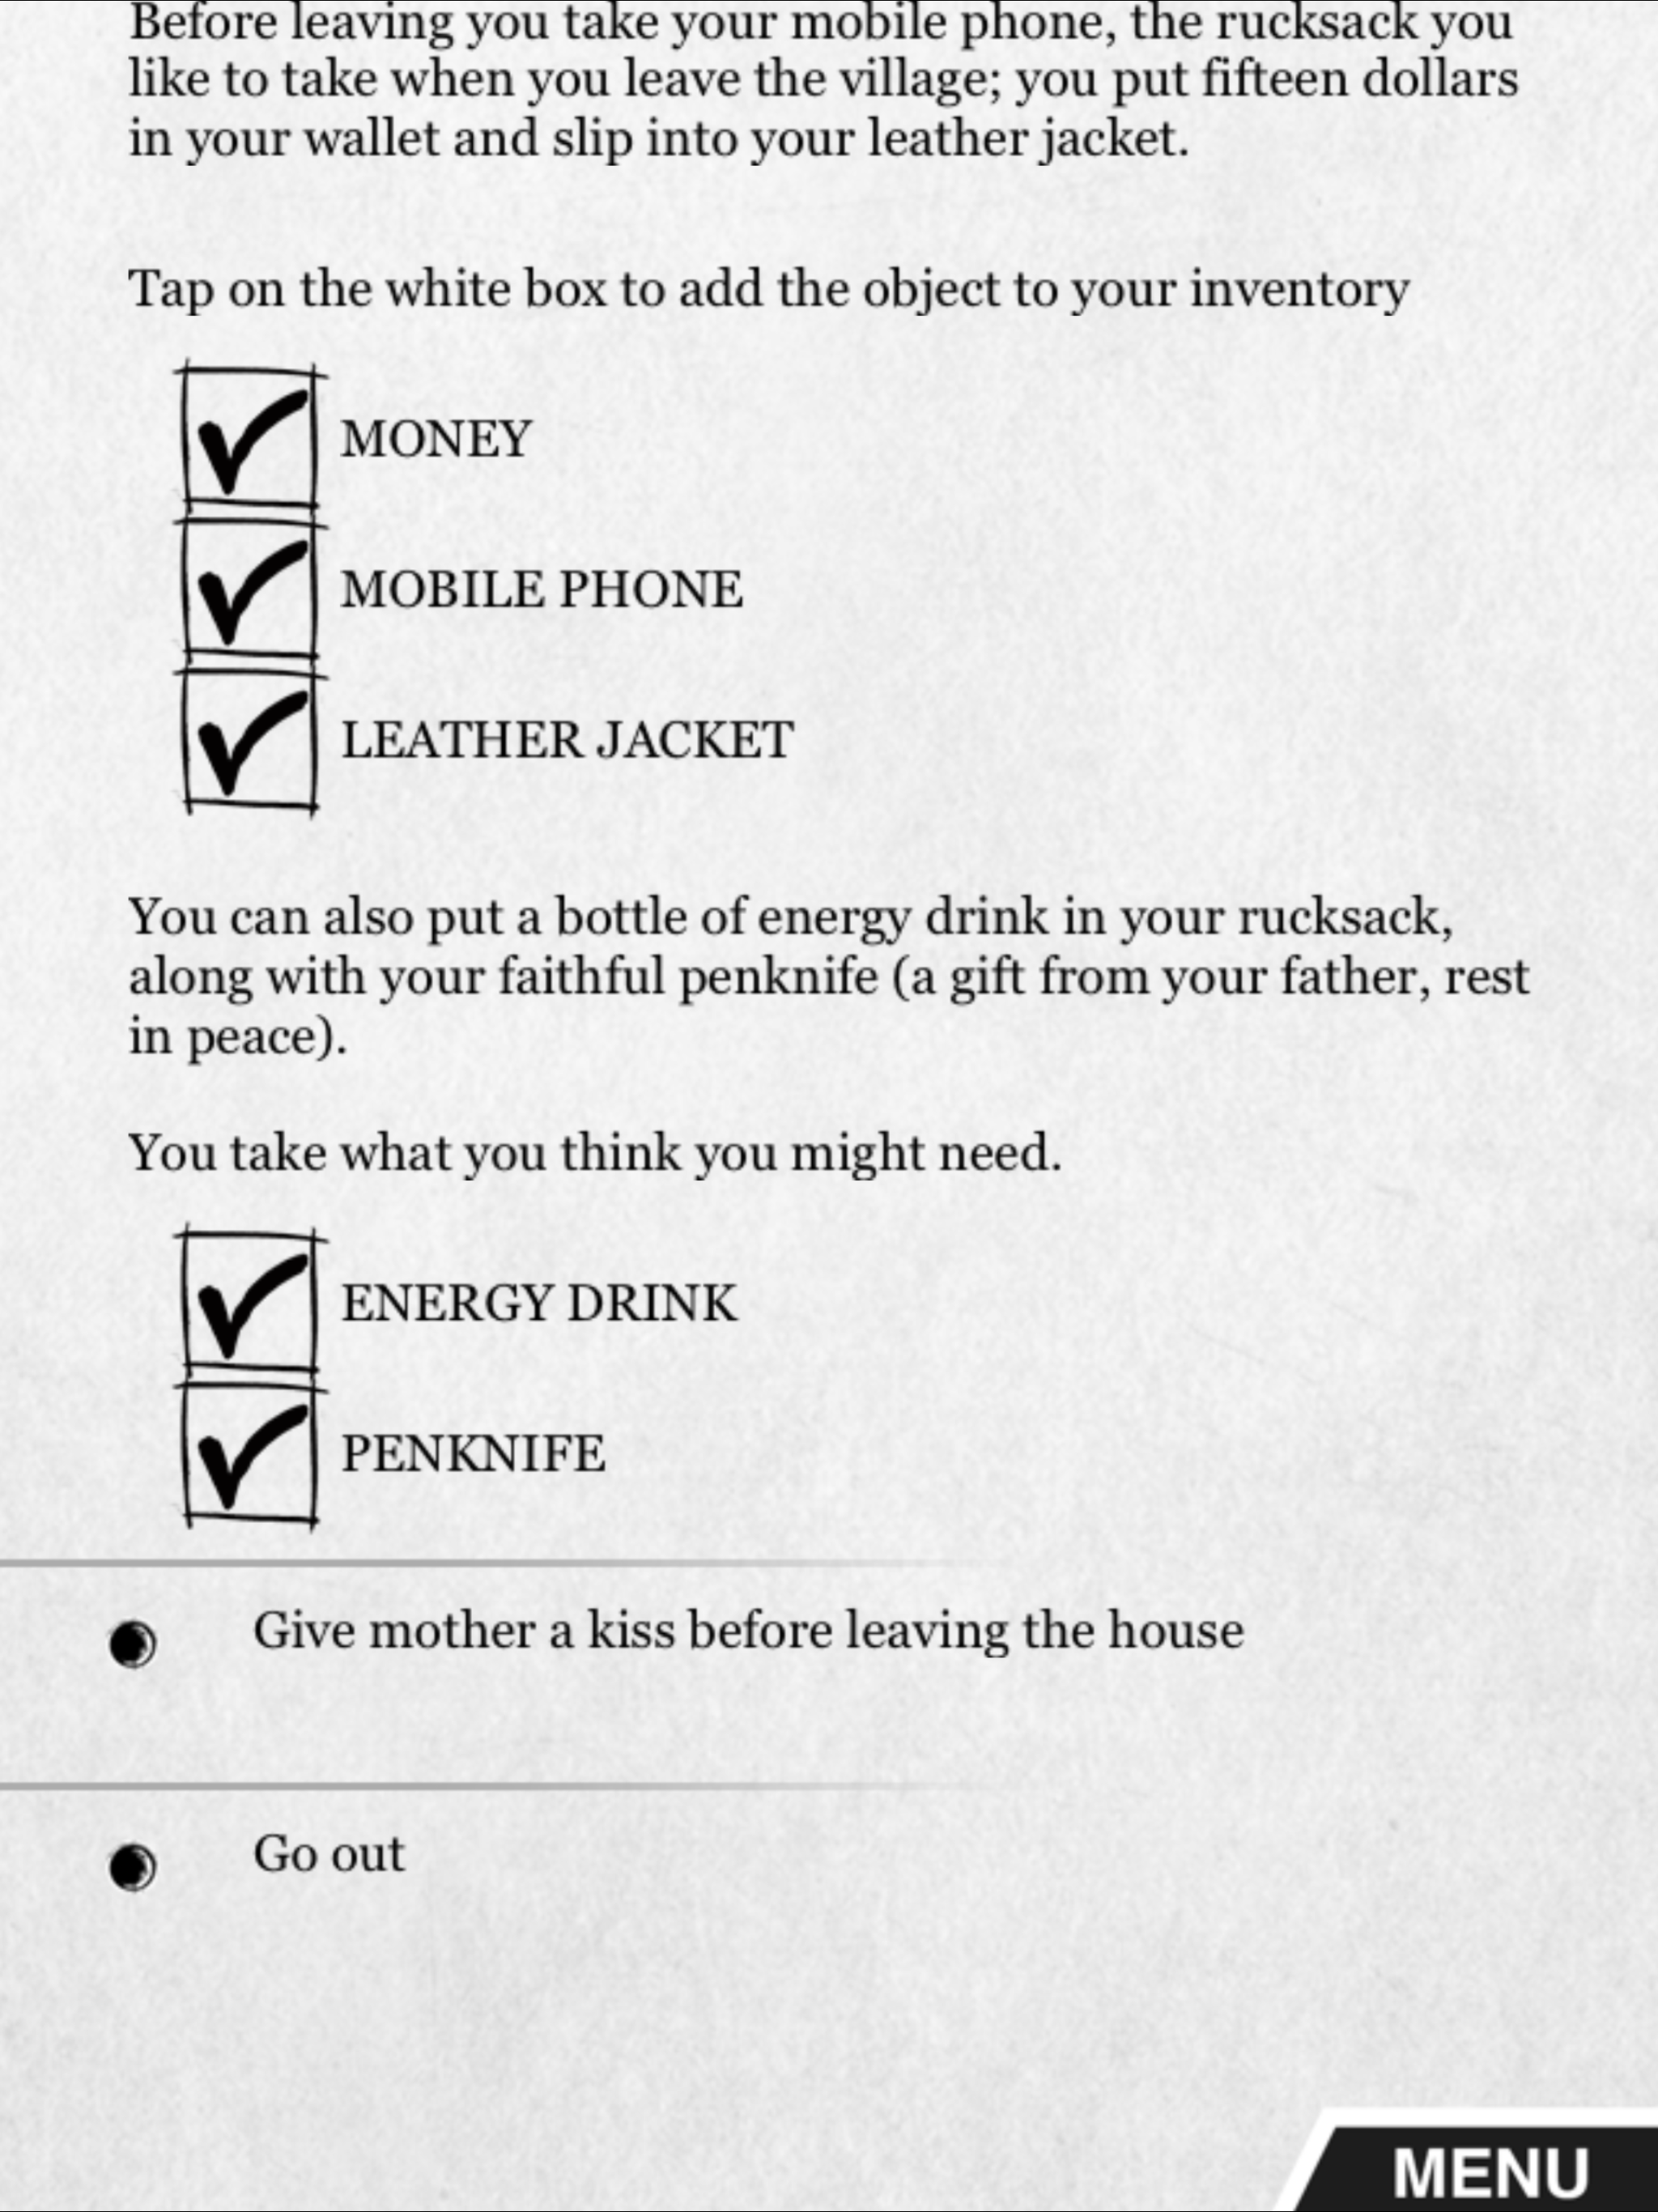 Before leaving you take your mobile phone, the rucksack you
like to take when you leave the village; you put fifteen dollars
in your wallet and slip into your leather jacket.
Tap on the white box to add the object to your inventory
MONEY
MOBILE PHONE
LEATHER JACKET
You can also put a bottle of energy drink in your rucksack,
along with your faithful penknife (a gift from your father, rest
in peace).
You take what you think you might need.
ENERGY DRINK
PENKNIFE
Give mother a kiss before leaving the house
Go out
MENU